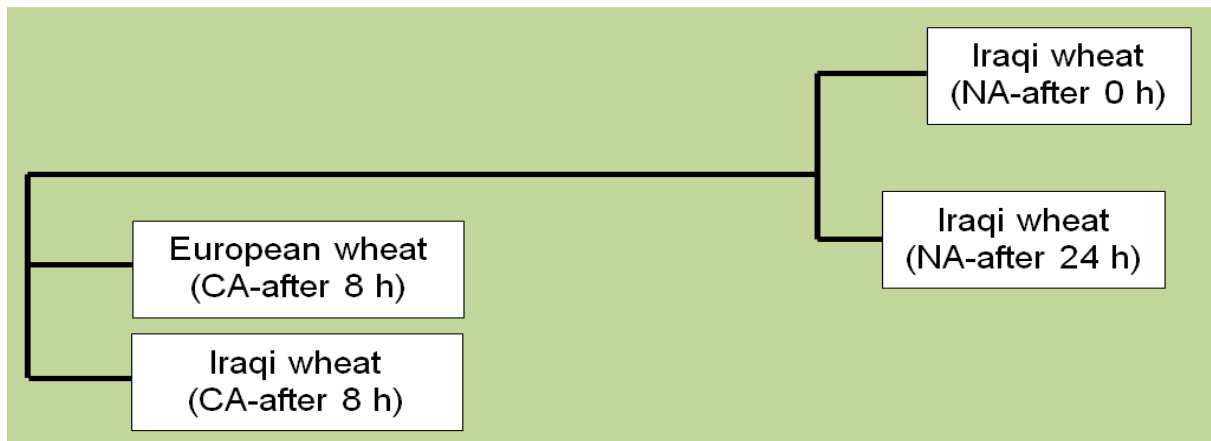 Iraqi wheat
(NA-after 0 h)
Iraqi wheat
(NA-after 24 h)
European wheat
(CA-after 8 h)
Iraqi wheat
(CA-after 8 h)